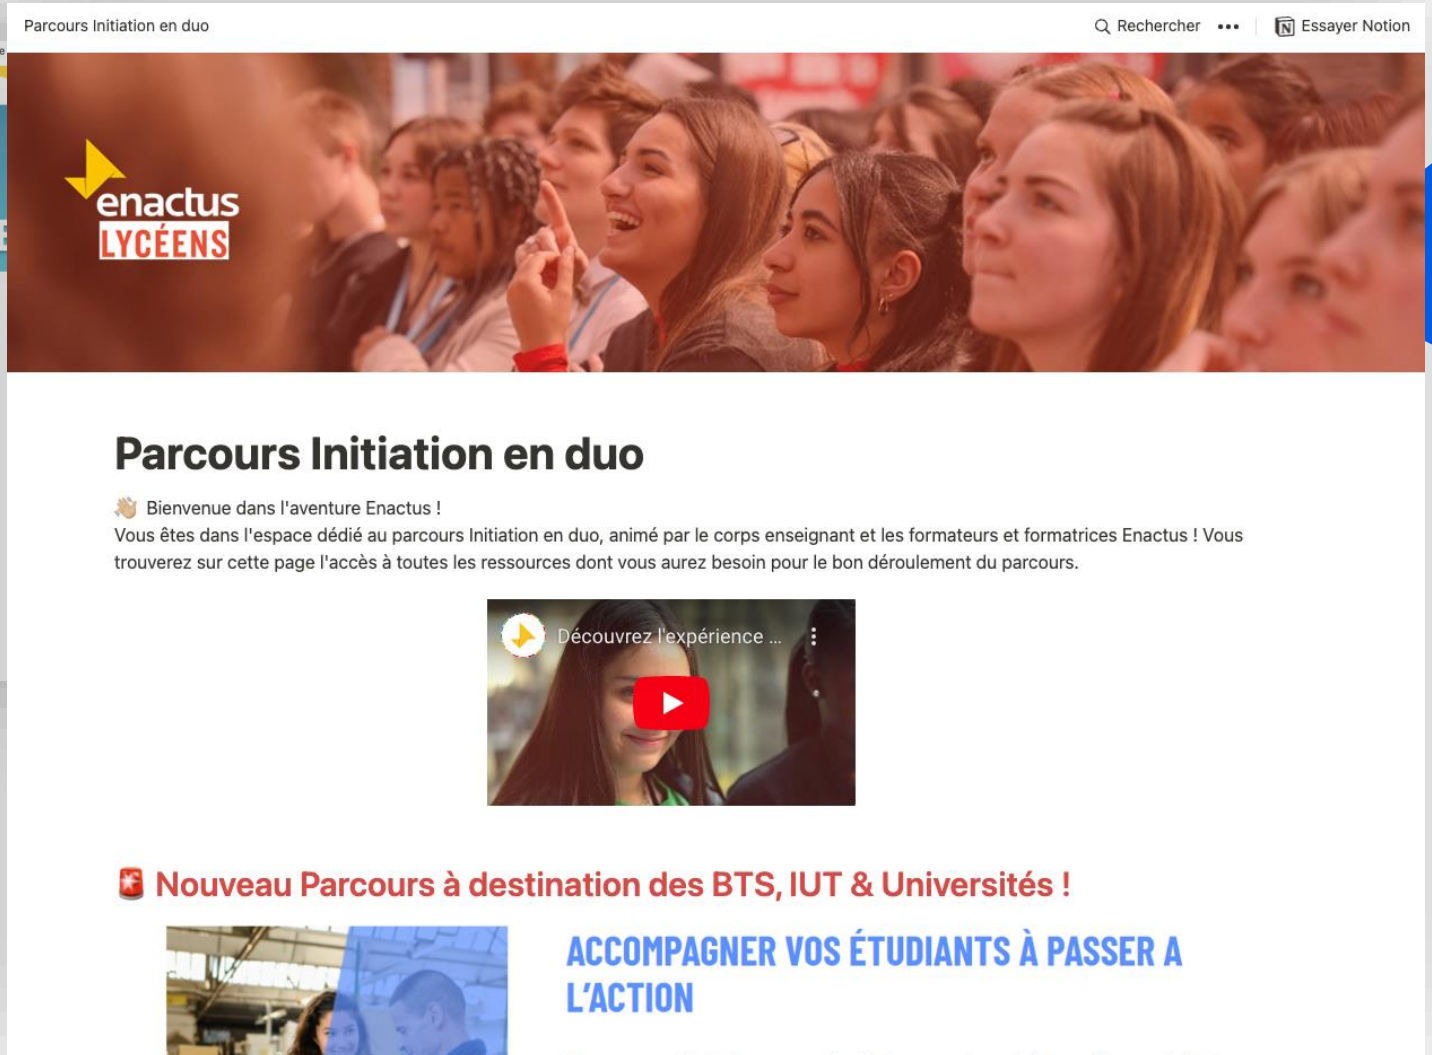 Parcours Initiation en duo
Rechercher
Essayer Notion
enactus
LYCÉENS
Parcours Initiation en duo
Bienvenue dans l'aventure Enactus !
Vous êtes dans l'espace dédié au parcours Initiation en duo, animé par le corps enseignant et les formateurs et formatrices Enactus ! Vous
trouverez sur cette page l'accès à toutes les ressources dont vous aurez besoin pour le bon déroulement du parcours.
Découvrez l'expérience ...
Nouveau Parcours à destination des BTS, IUT & Universités !
ACCOMPAGNER VOS ÉTUDIANTS À PASSER A
L'ACTION